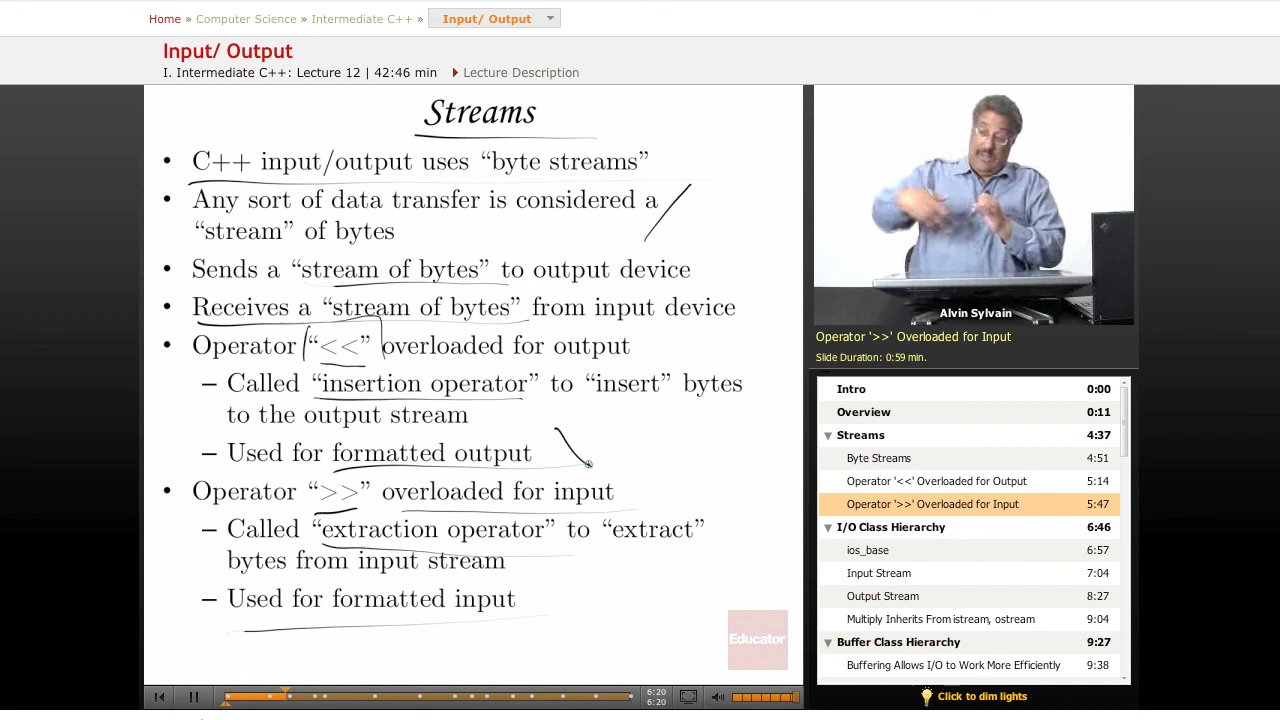 Home » Computer Science » Intermediate C++ » Input/ Output
Input/ Output
I. Intermediate C++: Lecture 12 | 42:46 min Lecture Description
Streams
• C++ input/output uses “byte streams”
• Any sort of data transfer is considered a
“stream” of bytes
• Sends a “stream of bytes” to output device
• Receives a “stream of bytes” from input device
• Operator “<<” overloaded for output
– Called “insertion operator” to “insert” bytes
to the output stream
– Used for formatted output
• Operator “>>” overloaded for input
– Called “extraction operator” to “extract”
bytes from input stream
– Used for formatted input
Educator
6:20
6:20
Alvin Sylvain
Operator '>>' Overloaded for Input
Slide Duration: 0:59 min.
Intro 0:00
Overview 0:11
Streams 4:37
Byte Streams 4:51
Operator '<<' Overloaded for Output 5:14
Operator '>>' Overloaded for Input 5:47
I/O Class Hierarchy 6:46
ios_base 6:57
Input Stream 7:04
Output Stream 8:27
Multiply Inherits From istream, ostream 9:04
Buffer Class Hierarchy 9:27
Buffering Allows I/O to Work More Efficiently 9:38
Click to dim lights